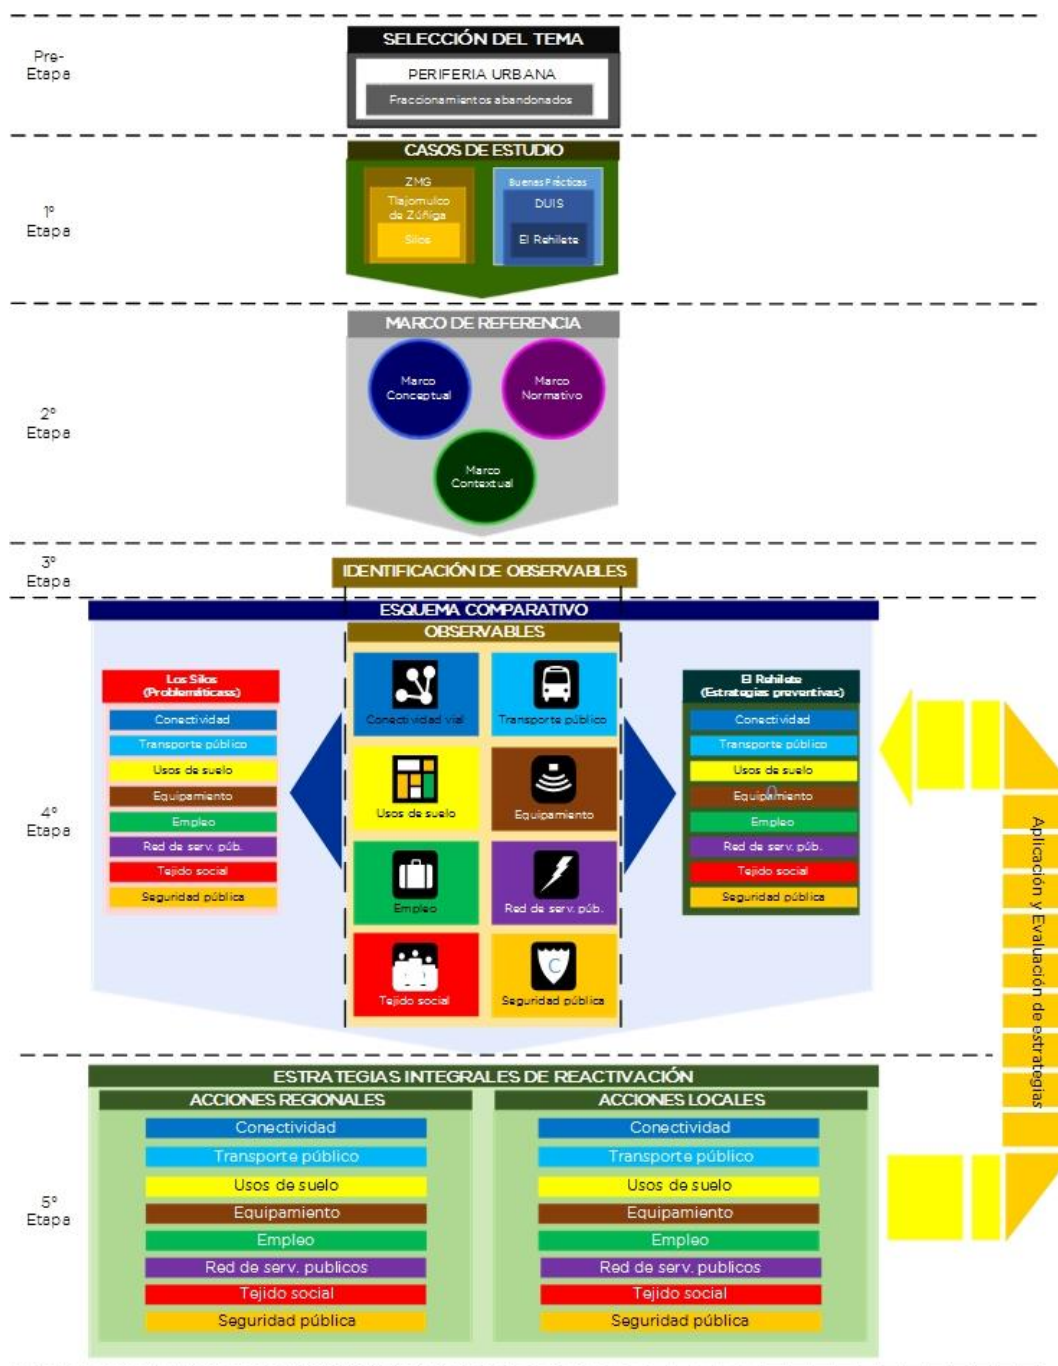 Pre-
Etapa
SELECCIÓN DEL TEMA
PERIFERIA URBANA
Fraccionamientos abandonados
1º
Etapa
CASOS DE ESTUDIO
ZMG
Tlajomulco
de Zúñiga
Silos
Buenas Prácticas
DUIS
El Rehilete
2º
Etapa
MARCO DE REFERENCIA
Marco
Conceptual
Marco
Normativo
Marco
Contextual
3º
Etapa
IDENTIFICACIÓN DE OBSERVABLES
4º
Etapa
ESQUEMA COMPARATIVO
Los Silos
(Problemáticass)
Conectividad
Transporte público
Usos de suelo
Equipamiento
Empleo
Red de serv. púb.
Tejido social
Seguridad pública
OBSERVABLES
Conectividad vial
Transporte público
Usos de suelo
Equipamiento
Empleo
Red de serv. púb.
Tejido social
C
Seguridad pública
El Rehilete
(Estrategias preventivas)
Conectividad
Transporte público
Usos de suelo
Equipamiento
Empleo
Red de serv. púb.
Tejido social
Seguridad pública
Aplicación y Evaluación de estrategias
5º
Etapa
ESTRATEGIAS INTEGRALES DE REACTIVACIÓN
ACCIONES REGIONALES
Conectividad
Transporte público
Usos de suelo
Equipamiento
Empleo
Red de serv. publicos
Tejido social
Seguridad pública
ACCIONES LOCALES
Conectividad
Transporte público
Usos de suelo
Equipamiento
Empleo
Red de serv. publicos
Tejido social
Seguridad pública